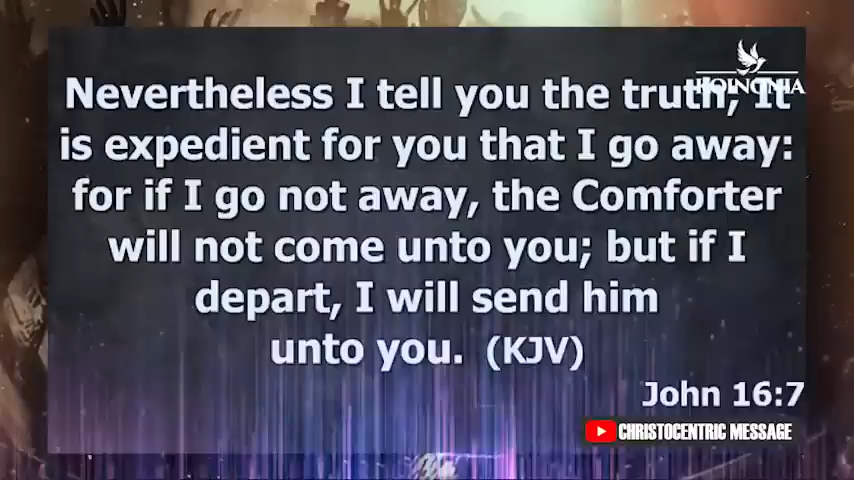 KOINONIA
Nevertheless I tell you the truth; It
is expedient for you that I go away:
for if I go not away, the Comforter
will not come unto you; but if I
depart, I will send him
unto you. (KJV)
John 16:7
CHRISTOCENTRIC MESSAGE